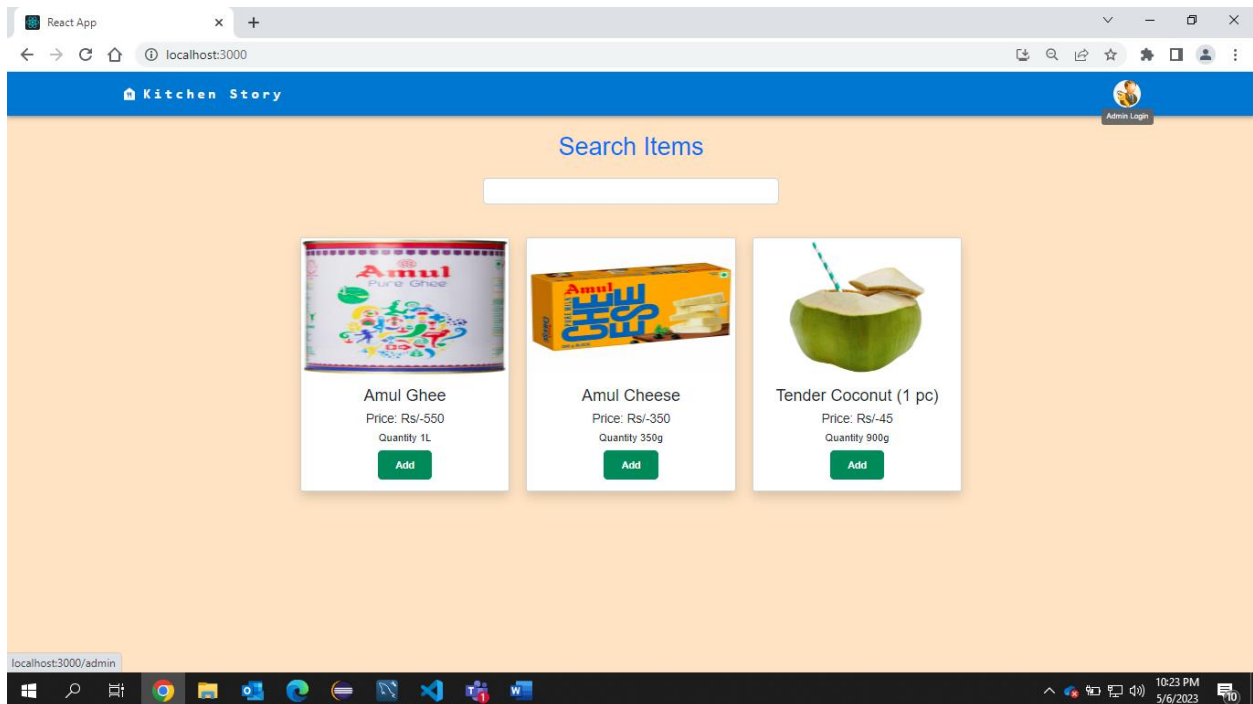 React App
localhost:3000
Kitchen Story
Admin Login
Search Items
Amul
Pure Ghee
Amul
CHEESE
Amul Ghee
Price: Rs/-550
Quantity 1L
Add
Amul Cheese
Price: Rs/-350
Quantity 350g
Add
Tender Coconut (1 pc)
Price: Rs/-45
Quantity 900g
Add
localhost:3000/admin
10:23 PM
5/6/2023
10
1